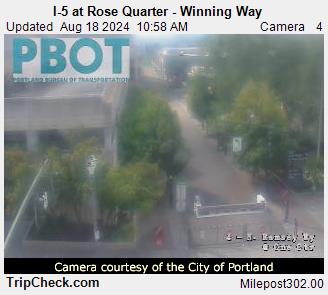 I-5 at Rose Quarter - Winning Way
Updated Aug 18 2024 10:58 AM Camera 4
PBOT
PORTLAND BUREAU OF TRANSPORTATION
Camera courtesy of the City of Portland
TripCheck.com Milepost302.00